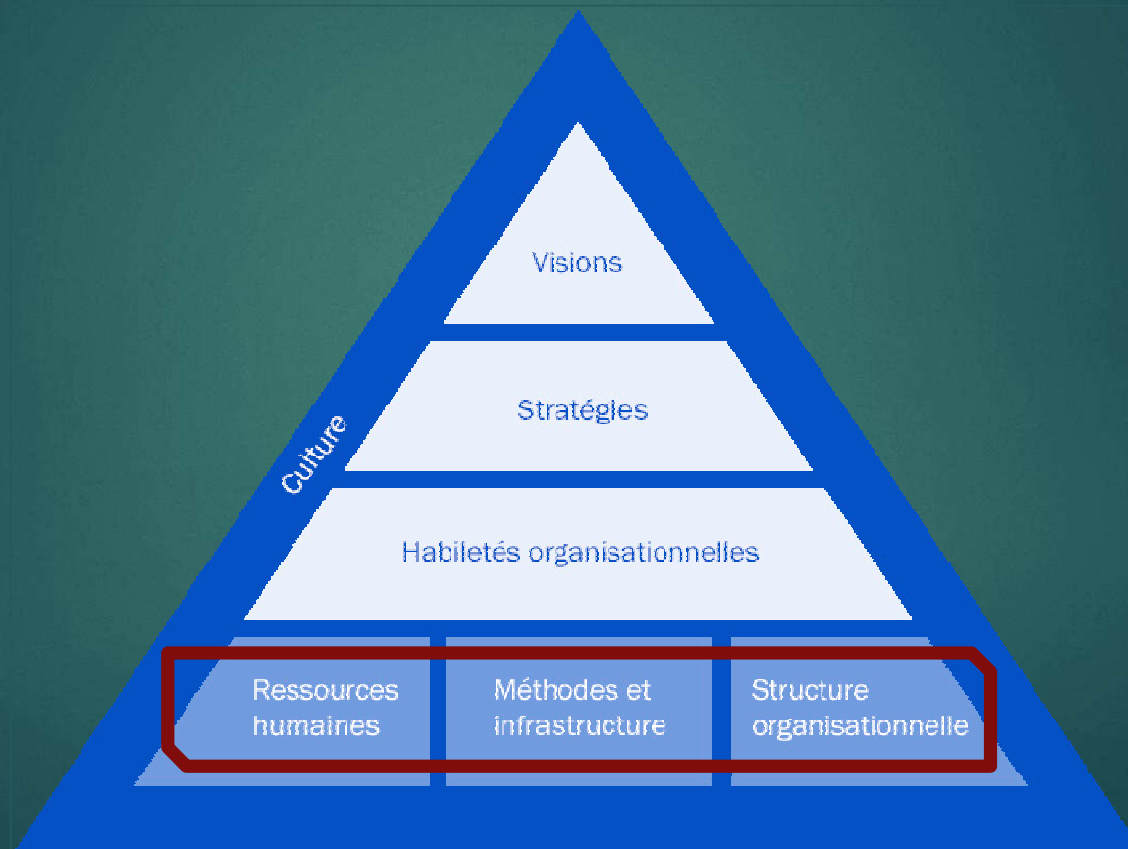 Visions
Stratégies
Culture
Habiletés organisationnelles
Ressources
humaines
Méthodes et
infrastructure
Structure
organisationnelle